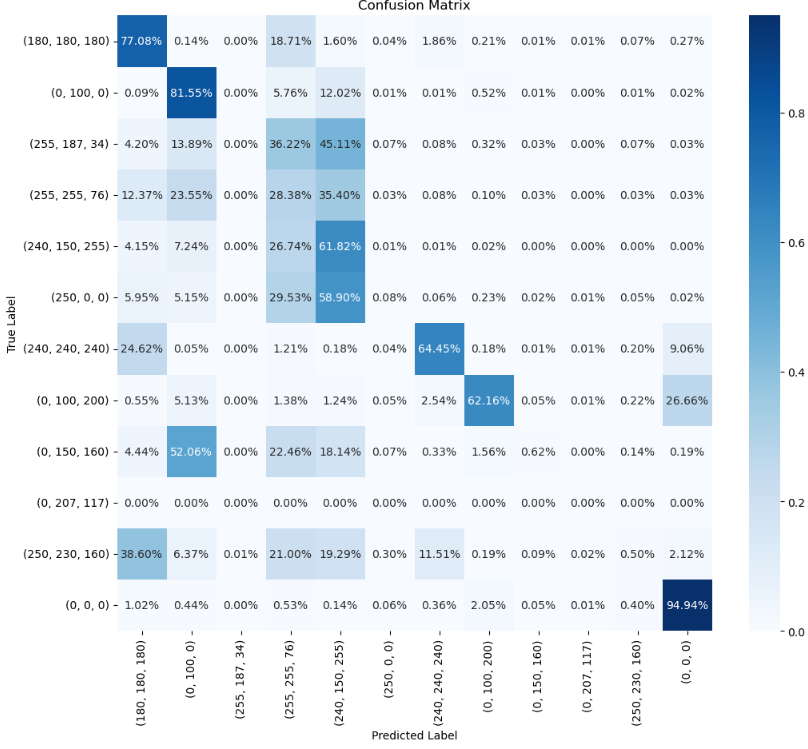 Confusion Matrix
(180, 180, 180) 77.08% 0.14% 0.00% 18.71% 1.60% 0.04% 1.86% 0.21% 0.01% 0.01% 0.07% 0.27%
(0, 100, 0) 0.09% 81.55% 0.00% 5.76% 12.02% 0.01% 0.01% 0.52% 0.01% 0.00% 0.01% 0.02%
(255, 187, 34) 4.20% 13.89% 0.00% 36.22% 45.11% 0.07% 0.08% 0.32% 0.03% 0.00% 0.07% 0.03%
(255, 255, 76) 12.37% 23.55% 0.00% 28.38% 35.40% 0.03% 0.08% 0.10% 0.03% 0.00% 0.03% 0.03%
(240, 150, 255) 4.15% 7.24% 0.00% 26.74% 61.82% 0.01% 0.01% 0.02% 0.00% 0.00% 0.00% 0.00%
(250, 0, 0) 5.95% 5.15% 0.00% 29.53% 58.90% 0.08% 0.06% 0.23% 0.02% 0.01% 0.05% 0.02%
(240, 240, 240) 24.62% 0.05% 0.00% 1.21% 0.18% 0.04% 64.45% 0.18% 0.01% 0.01% 0.20% 9.06%
(0, 100, 200) 0.55% 5.13% 0.00% 1.38% 1.24% 0.05% 2.54% 62.16% 0.05% 0.01% 0.22% 26.66%
(0, 150, 160) 4.44% 52.06% 0.00% 22.46% 18.14% 0.07% 0.33% 1.56% 0.62% 0.00% 0.14% 0.19%
(0, 207, 117) 0.00% 0.00% 0.00% 0.00% 0.00% 0.00% 0.00% 0.00% 0.00% 0.00% 0.00% 0.00%
(250, 230, 160) 38.60% 6.37% 0.01% 21.00% 19.29% 0.30% 11.51% 0.19% 0.09% 0.02% 0.50% 2.12%
(0, 0, 0) 1.02% 0.44% 0.00% 0.53% 0.14% 0.06% 0.36% 2.05% 0.05% 0.01% 0.40% 94.94%
True Label
(180, 180, 180)
(0, 100, 0)
(255, 187, 34)
(255, 255, 76)
(240, 150, 255)
(250, 0, 0)
(240, 240, 240)
(0, 100, 200)
(0, 150, 160)
(0, 207, 117)
(250, 230, 160)
(0, 0, 0)
Predicted Label
0.8
0.6
0.4
0.2
0.0